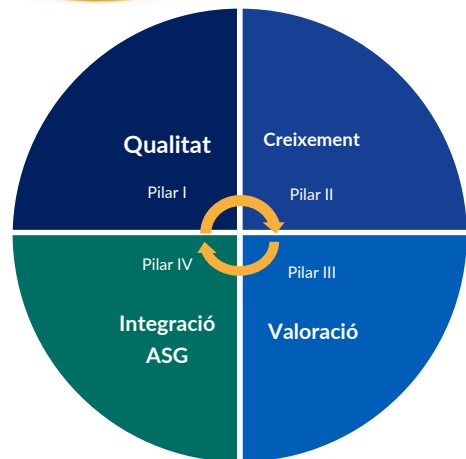 Qualitat
Pilar I
Creixement
Pilar II
Pilar IV
Integració
ASG
Pilar III
Valoració